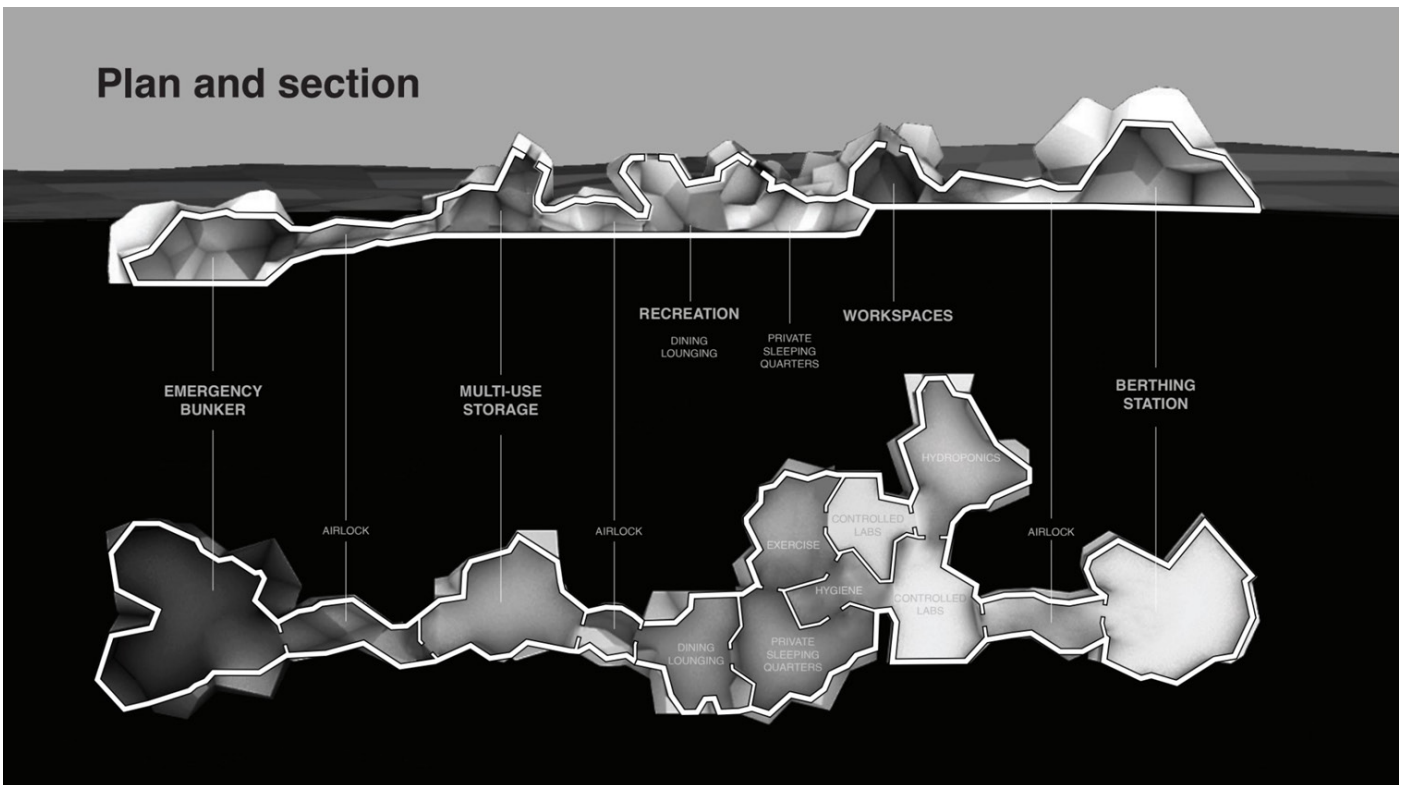 Plan and section
RECREATION
DINING
LOUNGING
PRIVATE
SLEEPING
QUARTERS
WORKSPACES
EMERGENCY
BUNKER
MULTI-USE
STORAGE
BERTHING
STATION
HYDROPONICS
AIRLOCK
AIRLOCK
CONTROLLED
LABS
AIRLOCK
EXERCISE
HYGIENE
CONTROLLED
LABS
DINING
LOUNGING
PRIVATE
SLEEPING
QUARTERS